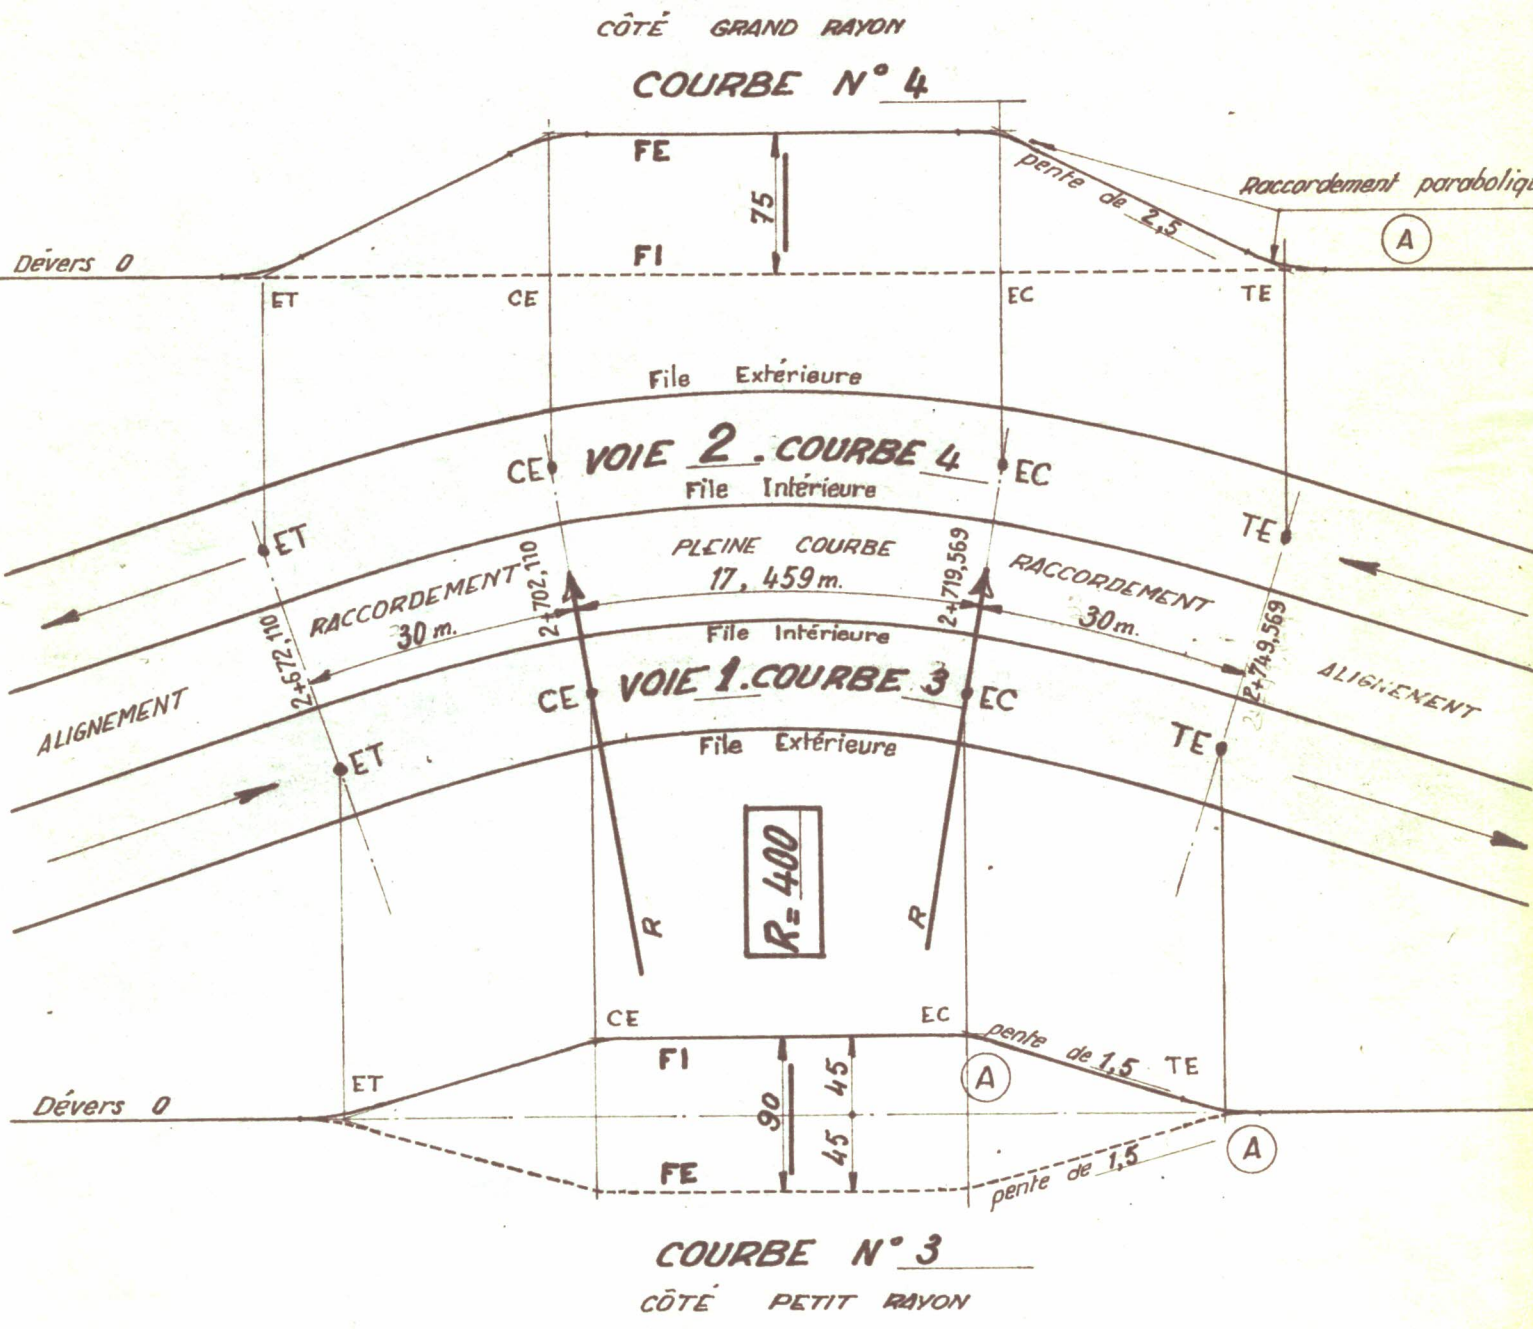 CÔTÉ GRAND RAYON
COURBE N° 4
FE
75
pente de 2,5
Raccordement paraboliq
A
Dévers 0
FI
ET
CE
EC
TE
File Extérieure
CE
VOIE 2. COURBE 4
EC
File Intérieure
ET
TE
PLEINE COURBE
17,459 m.
RACCORDEMENT
30 m.
2+702,110
2+719,569
RACCORDEMENT
30 m.
2+672,110
2+749,569
File Intérieure
ALIGNEMENT
ALIGNEMENT
CE
VOIE 1. COURBE 3
EC
File Extérieure
ET
TE
R=400
R
R
CE
EC
FI
pente de 1,5
TE
A
ET
Dévers 0
90
45
45
FE
pente de 1,5
A
COURBE N° 3
CÔTÉ PETIT RAYON